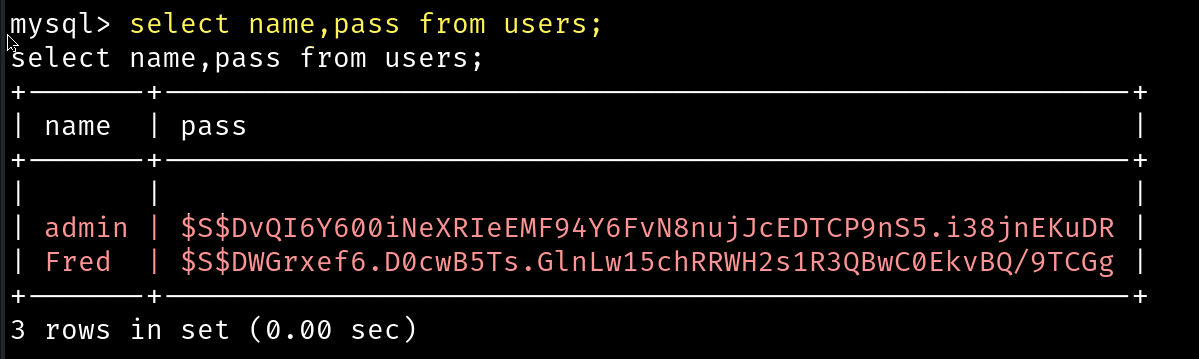 mysql> select name,pass from users;
select name,pass from users;
+-------+---------------------------------------------------------+
| name  | pass                                                    |
+-------+---------------------------------------------------------+
|       |                                                         |
| admin | $S$DvQI6Y600iNeXRIeEMF94Y6FvN8nujJcEDTCP9nS5.i38jnEKuDR |
| Fred  | $S$DWGrxef6.D0cwB5Ts.GlnLw15chRRWH2s1R3QBwC0EkvBQ/9TCGg |
+-------+---------------------------------------------------------+
3 rows in set (0.00 sec)